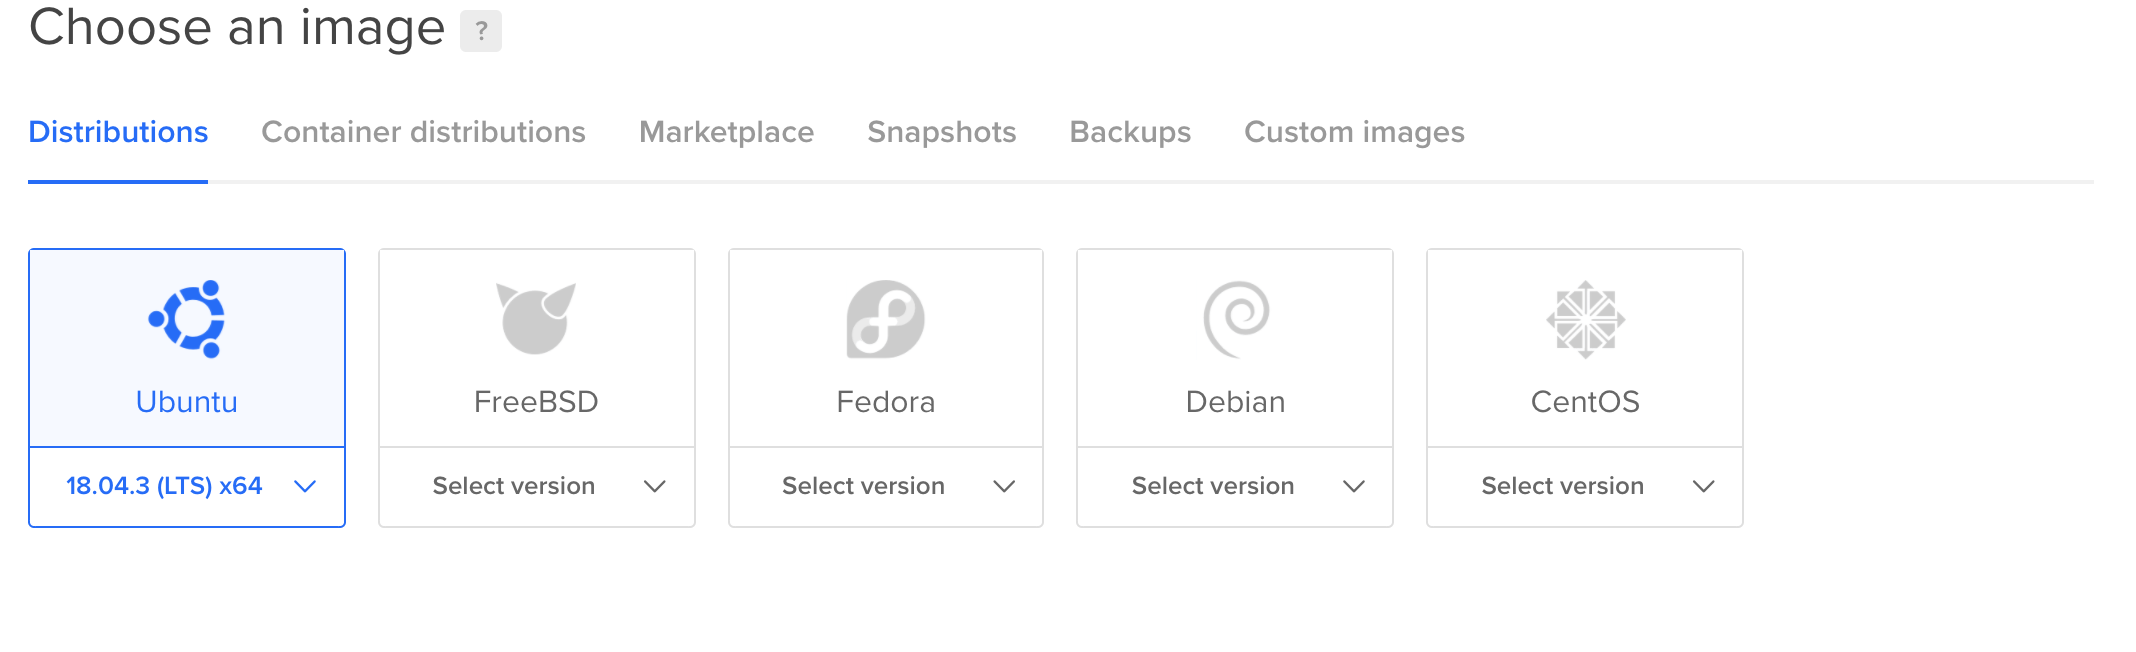 Choose an image ?
Distributions Container distributions Marketplace Snapshots Backups Custom images
Ubuntu FreeBSD Fedora Debian CentOS
18.04.3 (LTS) x64 Select version Select version Select version Select version